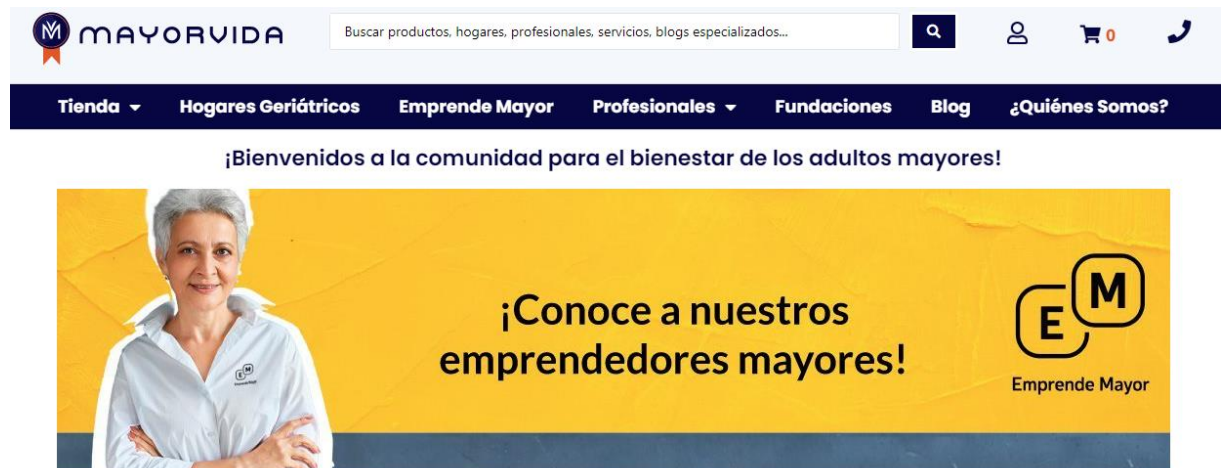 MAYORVIDA
Buscar productos, hogares, profesionales, servicios, blogs especializados...
0
Tienda
Hogares Geriátricos
Emprende Mayor
Profesionales
Fundaciones
Blog
¿Quiénes Somos?
¡Bienvenidos a la comunidad para el bienestar de los adultos mayores!
¡Conoce a nuestros
emprendedores mayores!
E M
Emprende Mayor
E M